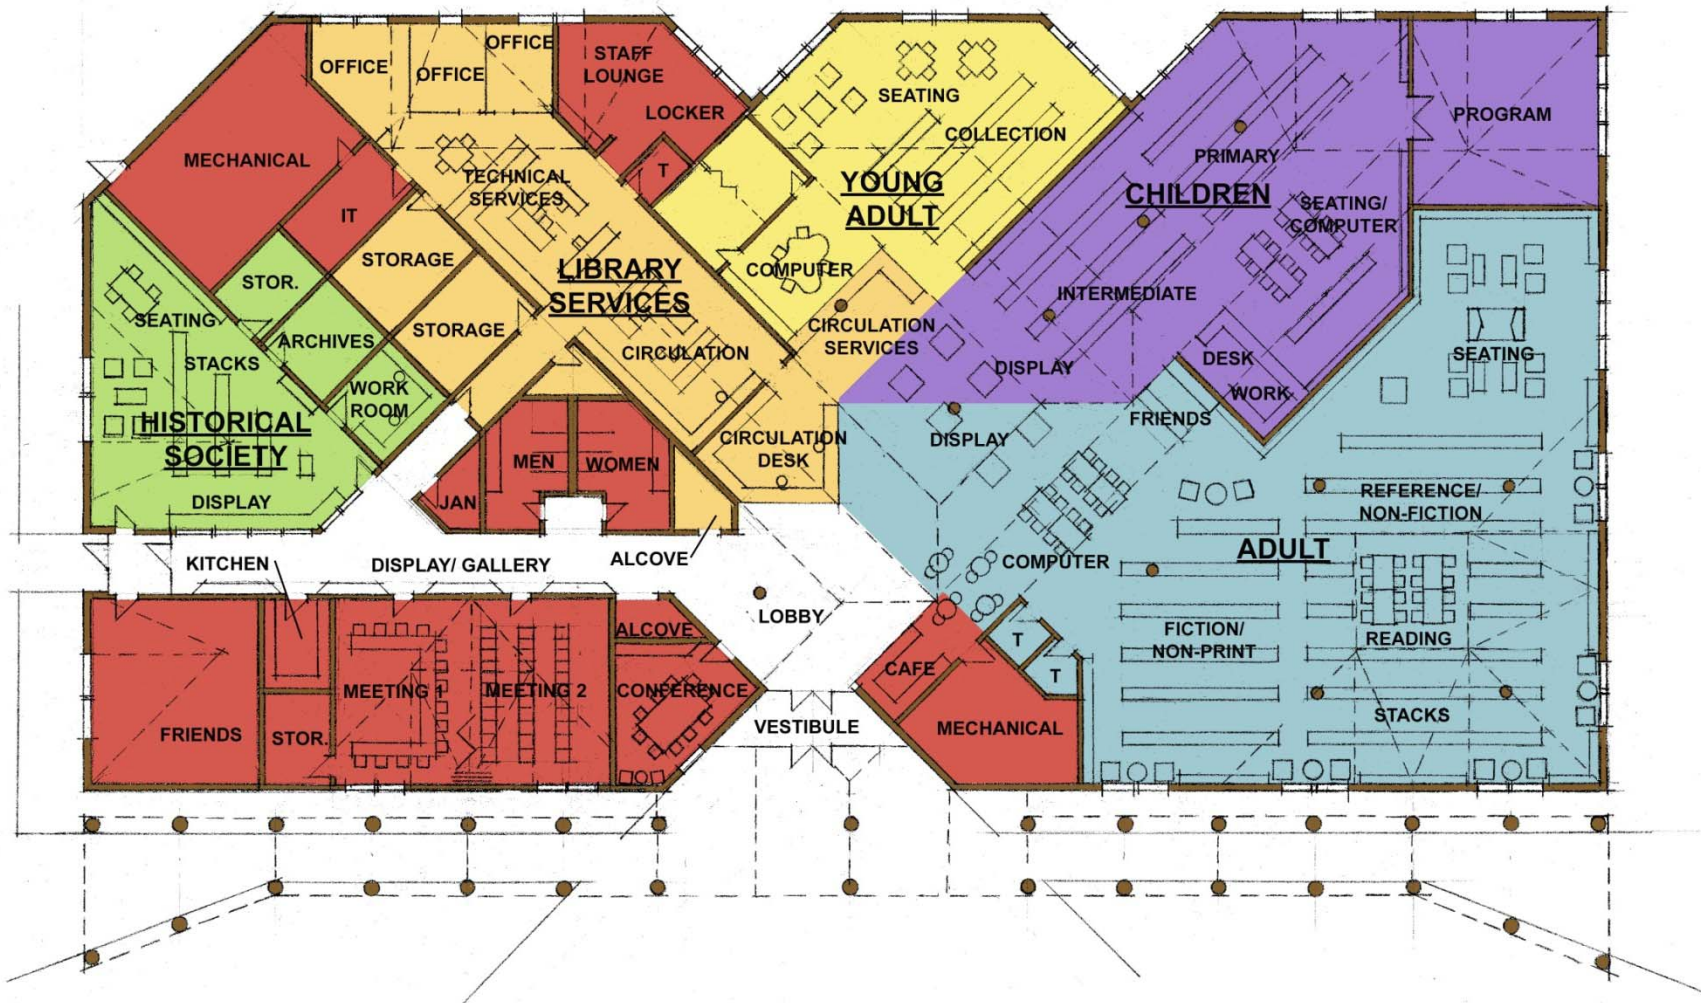 OFFICE
OFFICE
OFFICE
STAFF
LOUNGE
LOCKER
T
MECHANICAL
IT
TECHNICAL
SERVICES
STORAGE
STORAGE
LIBRARY
SERVICES
CIRCULATION
STOR.
ARCHIVES
WORK
ROOM
SEATING
STACKS
HISTORICAL
SOCIETY
DISPLAY
SEATING
COLLECTION
YOUNG
ADULT
COMPUTER
CIRCULATION
SERVICES
CIRCULATION
DESK
PRIMARY
CHILDREN
SEATING/
COMPUTER
INTERMEDIATE
DISPLAY
DESK
WORK
PROGRAM
SEATING
FRIENDS
DISPLAY
REFERENCE/
NON-FICTION
ADULT
COMPUTER
FICTION/
NON-PRINT
READING
STACKS
T
T
MEN
WOMEN
JAN
ALCOVE
KITCHEN
DISPLAY/ GALLERY
LOBBY
ALCOVE
FRIENDS
STOR.
MEETING 1
MEETING 2
CONFERENCE
VESTIBULE
CAFE
MECHANICAL